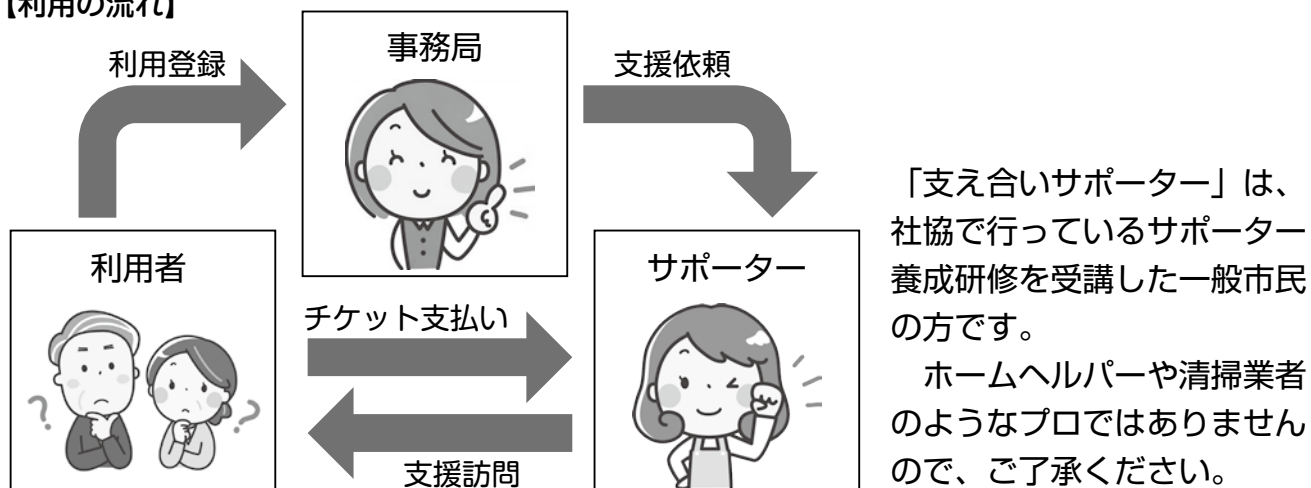 【利用の流れ】
利用登録
事務局
支援依頼
利用者
チケット支払い
支援訪問
サポーター
「支え合いサポーター」は、
社協で行っているサポーター
養成研修を受講した一般市民
の方です。
　ホームヘルパーや清掃業者
のようなプロではありません
ので、ご了承ください。